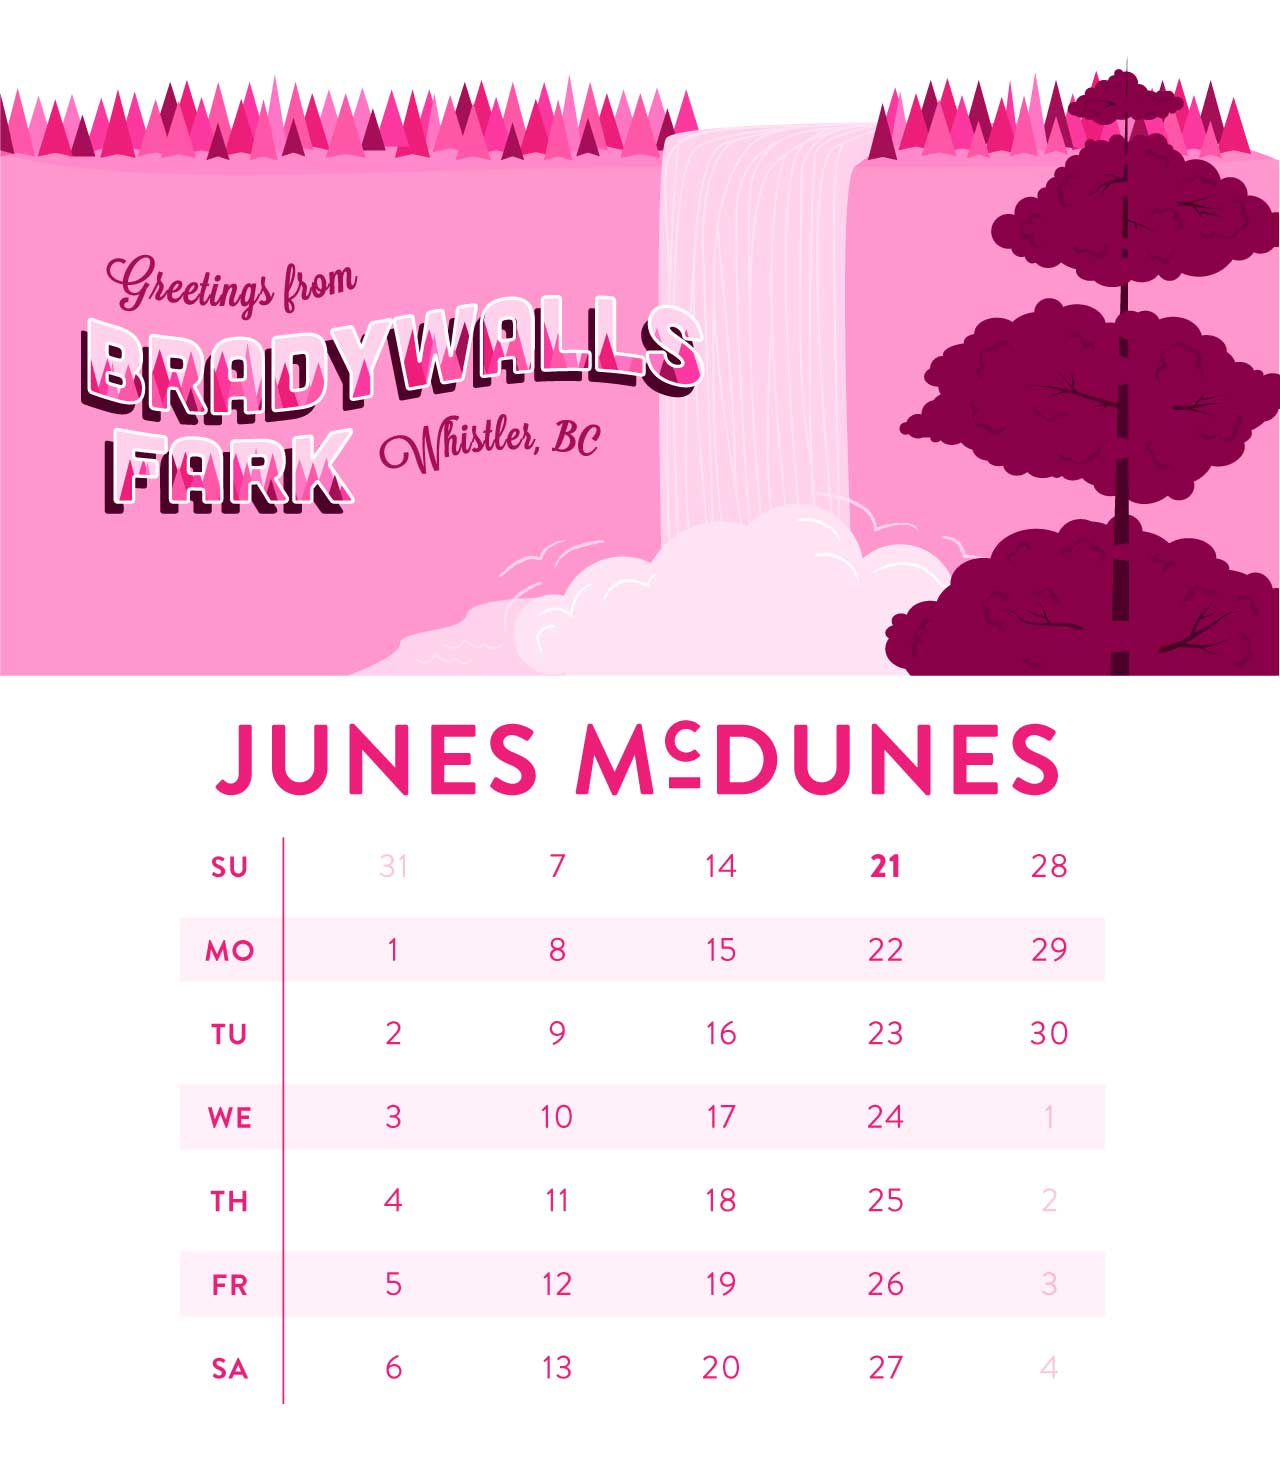 Greetings from
BRADYWALLS
FARK
Whistler, BC
JUNES McDUNES
SU 31 7 14 21 28
MO 1 8 15 22 29
TU 2 9 16 23 30
WE 3 10 17 24 1
TH 4 11 18 25 2
FR 5 12 19 26 3
SA 6 13 20 27 4